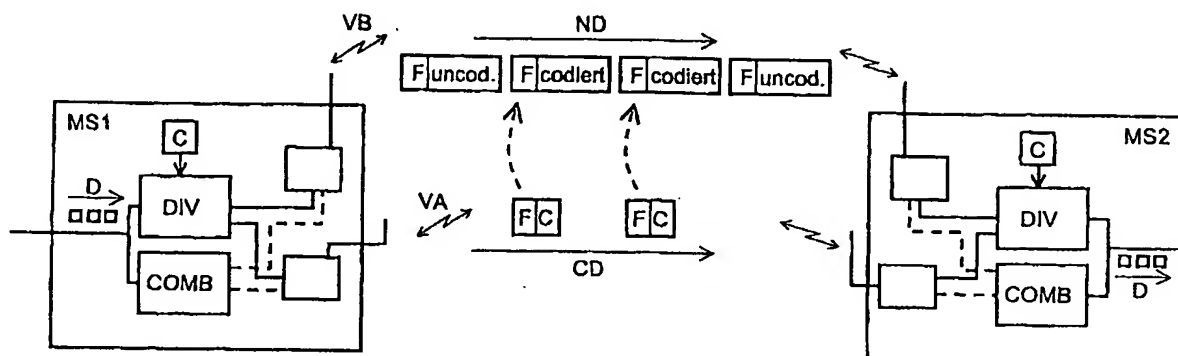 VB
ND
F uncod. F codiert F codiert F uncod.
MS1
C
D
DIV
COMB
VA
F C F C
CD
MS2
C
DIV
COMB
D